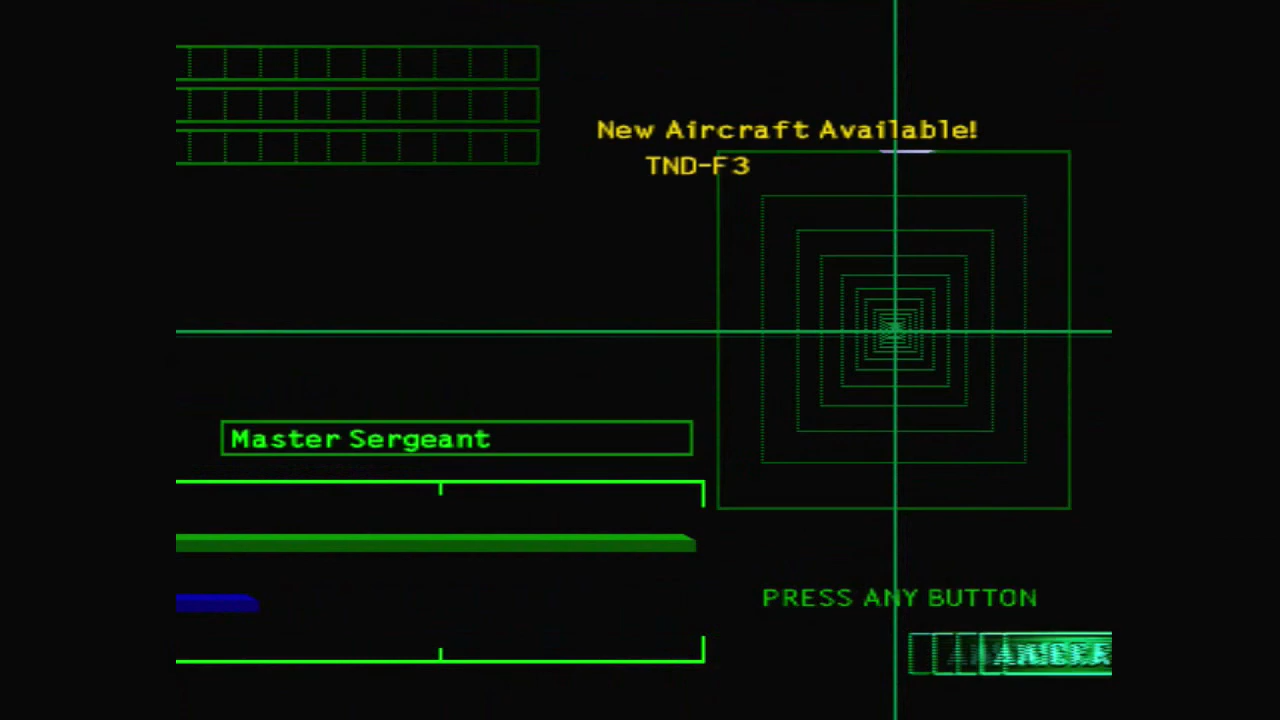 New Aircraft Available!
TND-F3
Master Sergeant
PRESS ANY BUTTON